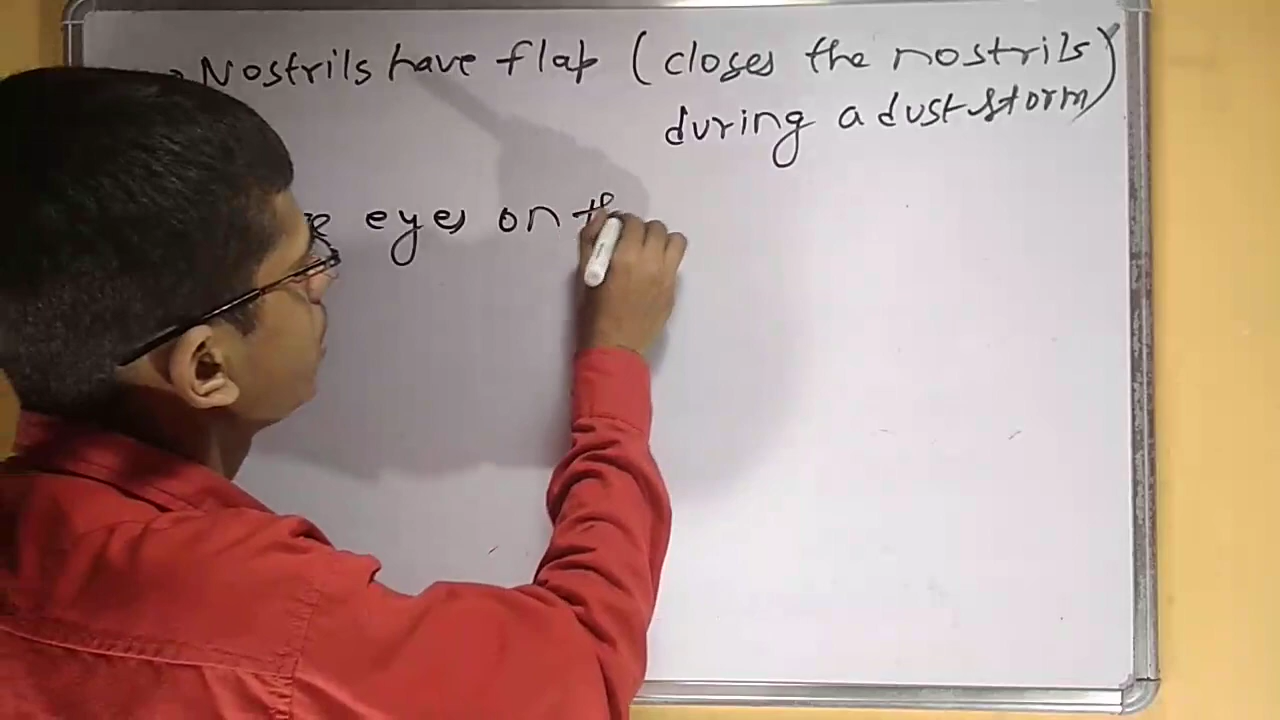 Nostrils have flap (closes the nostrils)
during a dust storm)
eyes on